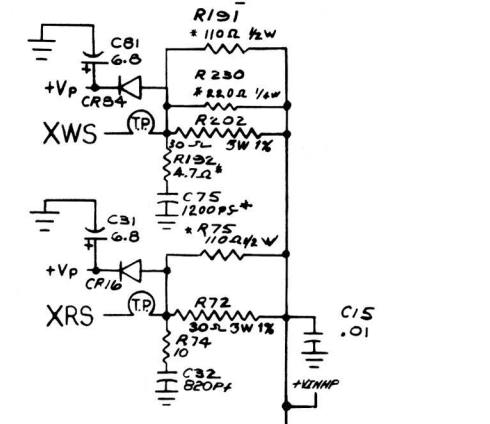 R191
* 110Ω 1/2W
C81
6.8
+Vp
CR84
R230
* 220Ω 1/4W
R202
XWS
T.P.
30Ω 3W 1%
R192
4.7Ω *
C75
1200PF *
* R75
110Ω 1/2W
C31
6.8
+Vp
CR16
R72
XRS
T.P.
30Ω 3W 1%
C15
.01
R74
10
C32
820Pf
+VINHP